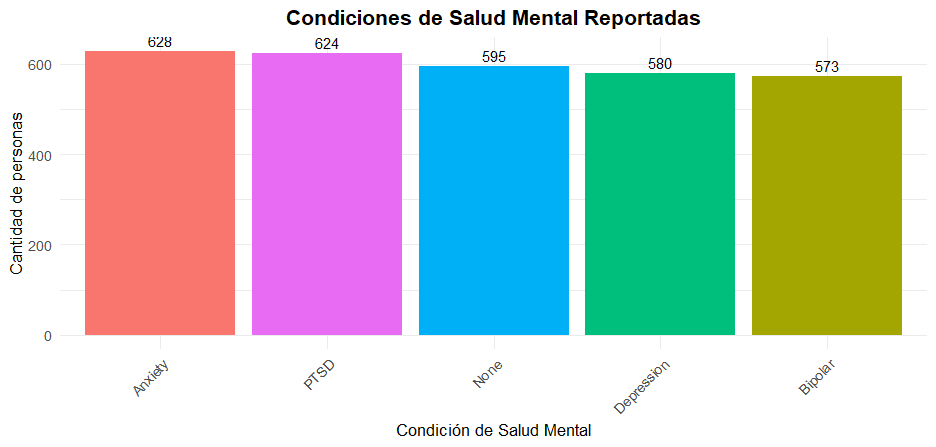 Condiciones de Salud Mental Reportadas
628
624
595
580
573
Cantidad de personas
600
400
200
0
Anxiety
PTSD
None
Depression
Bipolar
Condición de Salud Mental